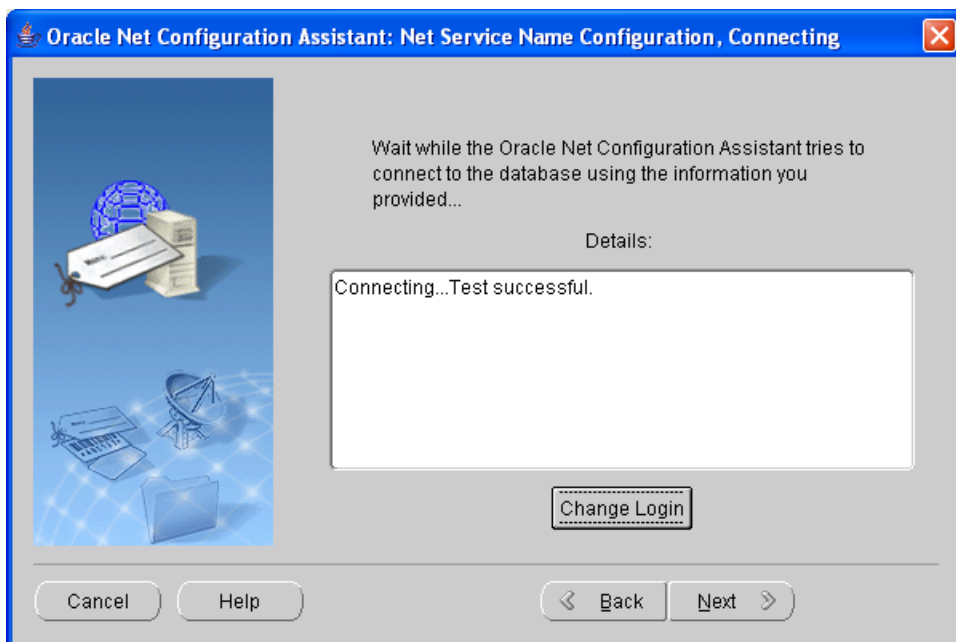 Oracle Net Configuration Assistant: Net Service Name Configuration, Connecting
Wait while the Oracle Net Configuration Assistant tries to
connect to the database using the information you
provided...
Details:
Connecting...Test successful.
Change Login
Cancel
Help
Back
Next